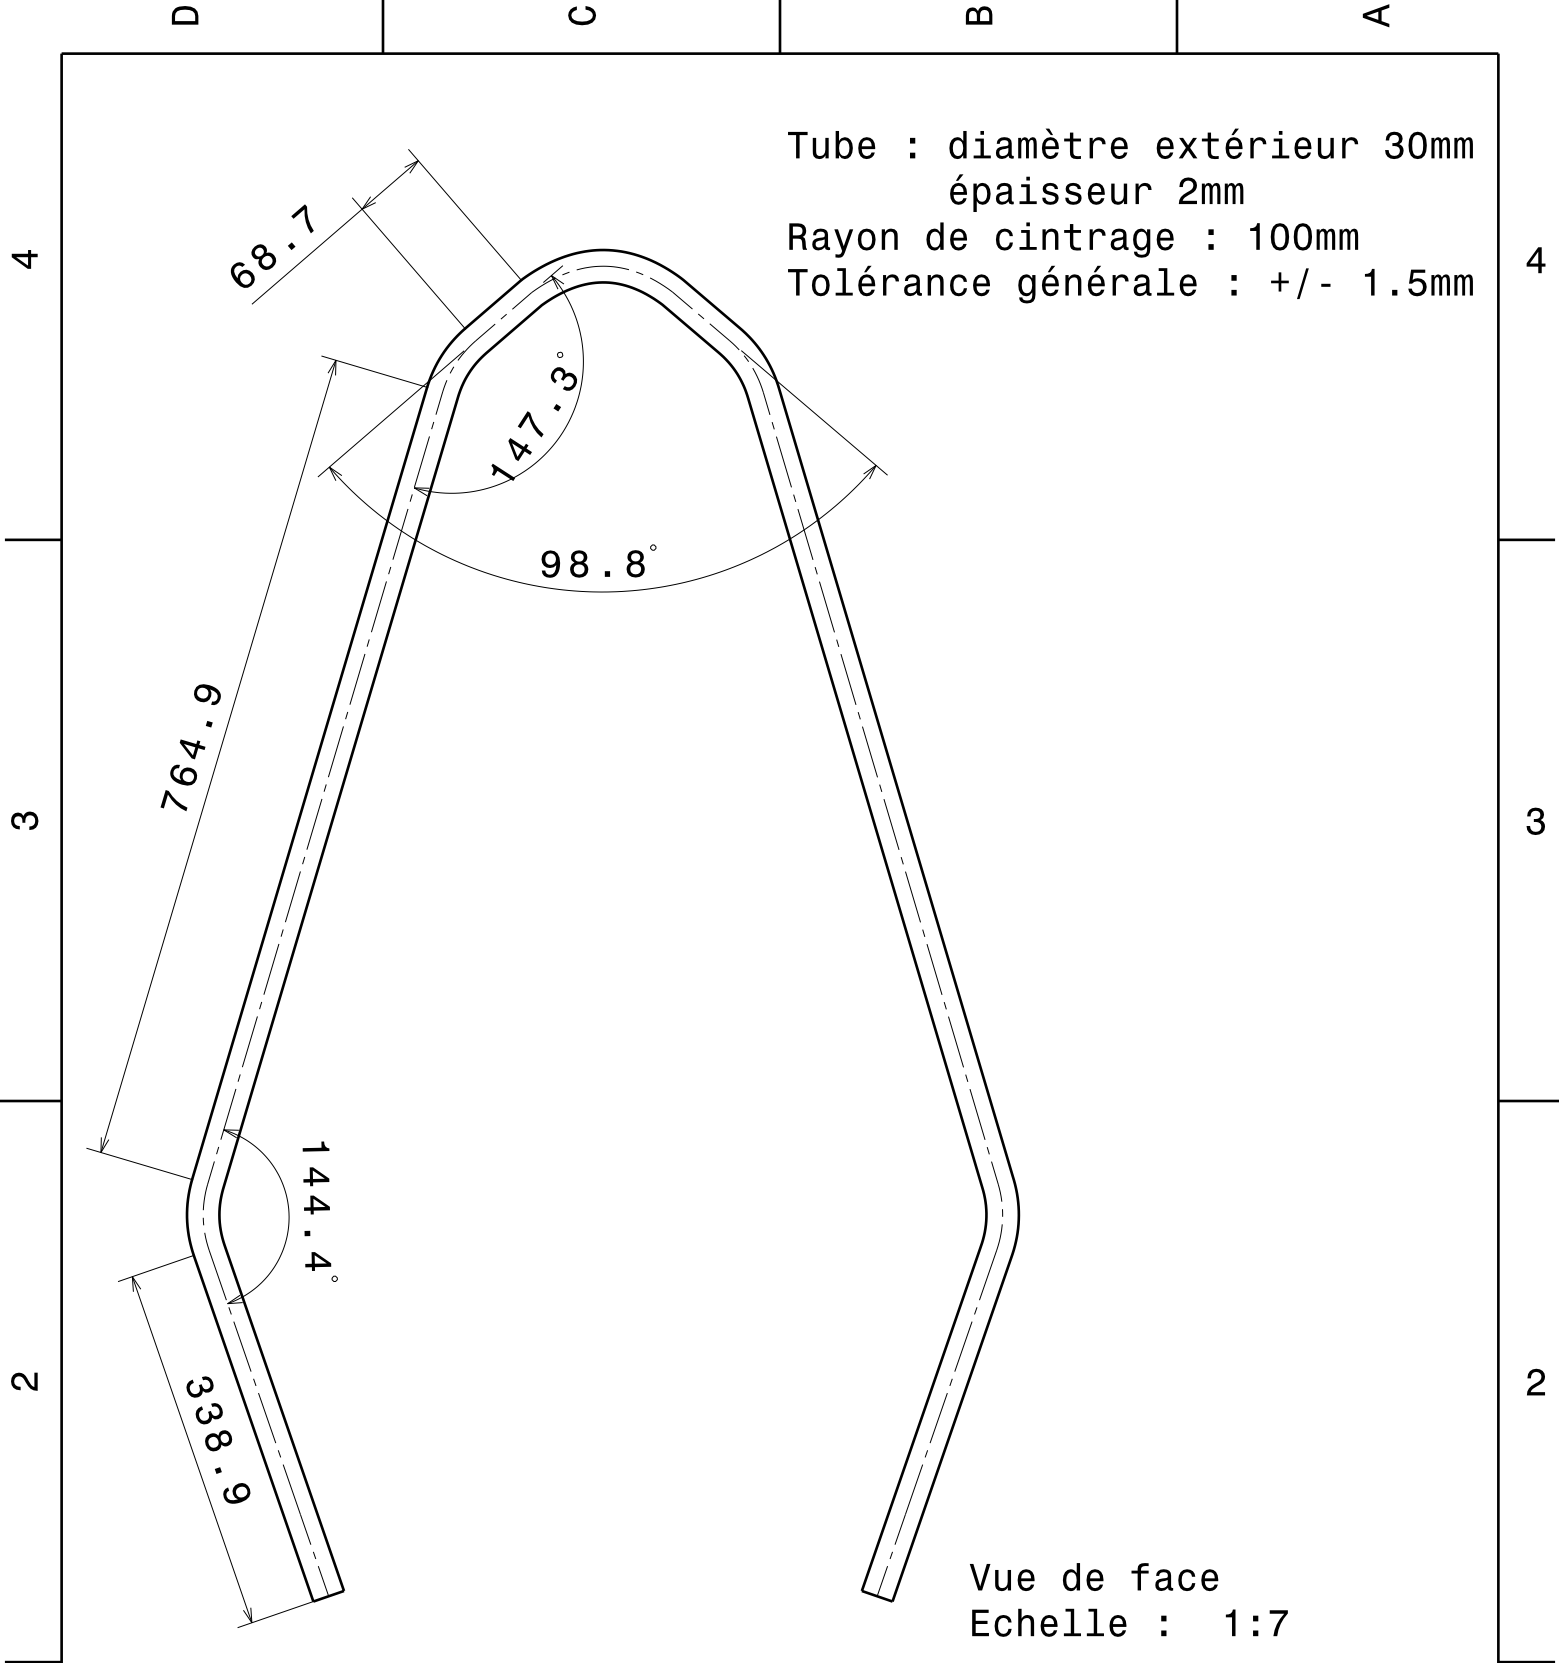 D
C
B
A
Tube : diamètre extérieur 30mm
épaisseur 2mm
Rayon de cintrage : 100mm
Tolérance générale : +/- 1.5mm
68.7
4
4
147.3°
98.8°
764.9
3
3
144.4°
338.9
2
2
Vue de face
Echelle : 1:7